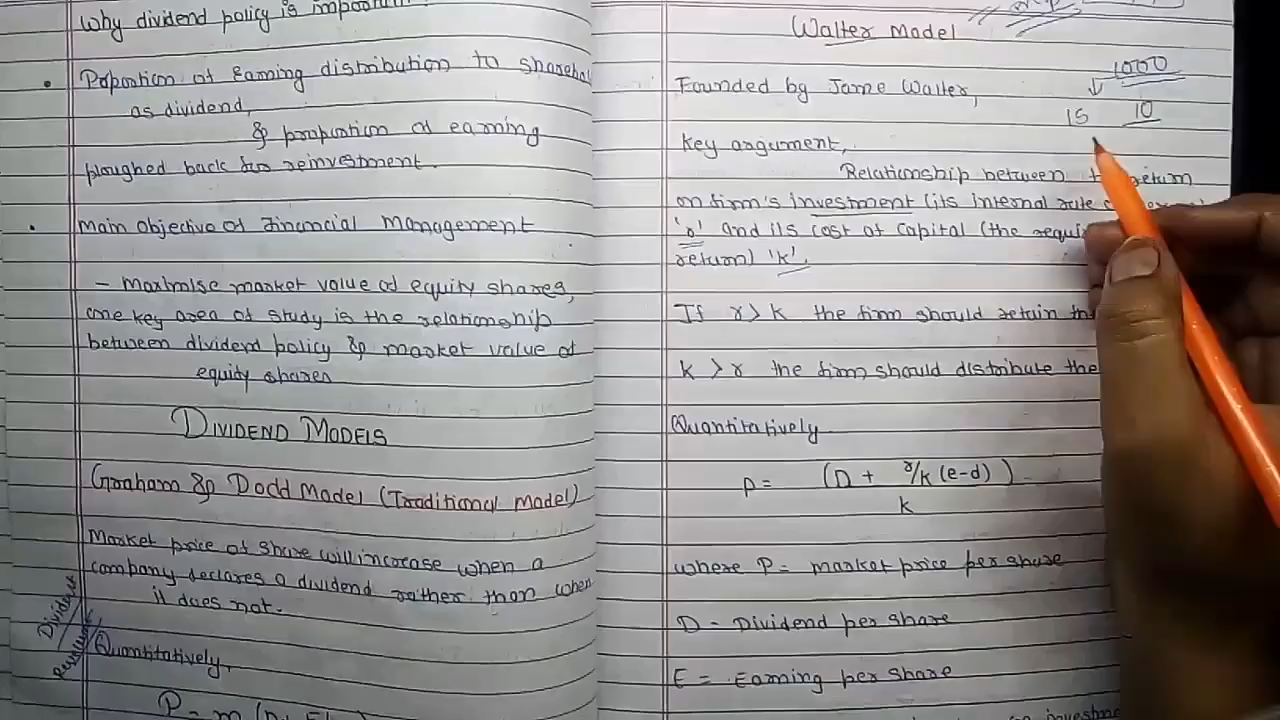 Why dividend policy is important.
Popoption of Earning distribution to
as dividend,
& proportion of earning
ploughed back for reinvestment.
Main objective of Financial Management
- Maximise market value of equity shares,
one key area of study is the relationship
between dividend policy & market value of
equity shares
DIVIDEND MODELS
Graham & Dodd Model (Traditional Model)
Market price of share will increase when a
company declares a dividend rather than when
it does not.
Dividend
Quantitatively,
Walter Model
1000
Founded by Jame Walter,
15 10
Key argument,
Relationship between return
on firm's investment (its internal rate
'r' and its cost of capital (the
return) 'k'.
If r > k the firm should retain
k > r the firm should distribute the
Quantitatively
P = (D + r/k (e-d))
k
where P = market price per share
D - Dividend per share
E = Earning per share